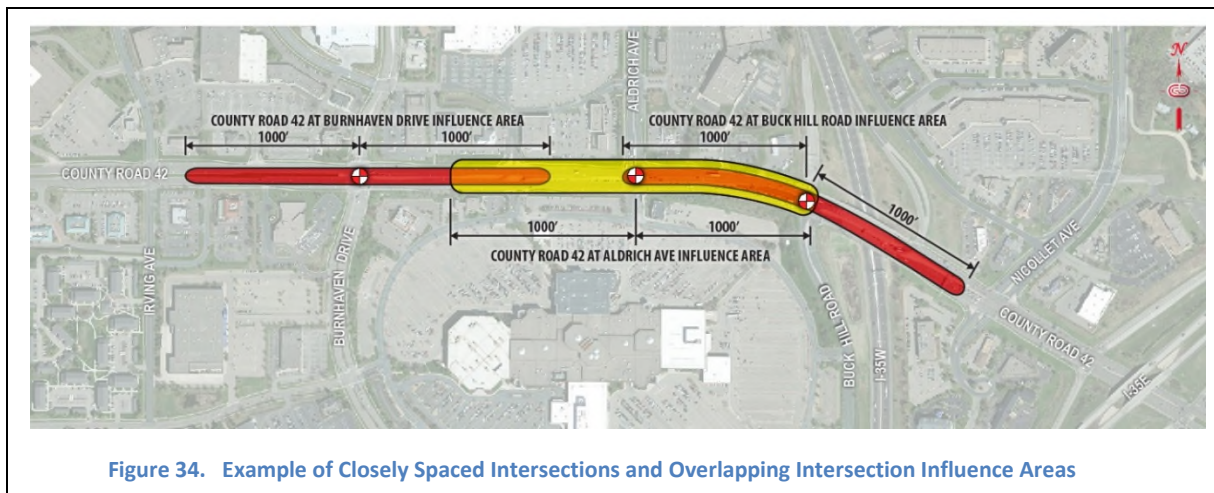 N
ALDRICH AVE
COUNTY ROAD 42 AT BURNHAVEN DRIVE INFLUENCE AREA
1000'
1000'
COUNTY ROAD 42 AT BUCK HILL ROAD INFLUENCE AREA
1000'
COUNTY ROAD 42
1000'
1000'
1000'
COUNTY ROAD 42 AT ALDRICH AVE INFLUENCE AREA
IRVING AVE
BURNHAVEN DRIVE
BUCK HILL ROAD
I-35W
NICOLLET AVE
COUNTY ROAD 42
I-35E
Figure 34. Example of Closely Spaced Intersections and Overlapping Intersection Influence Areas